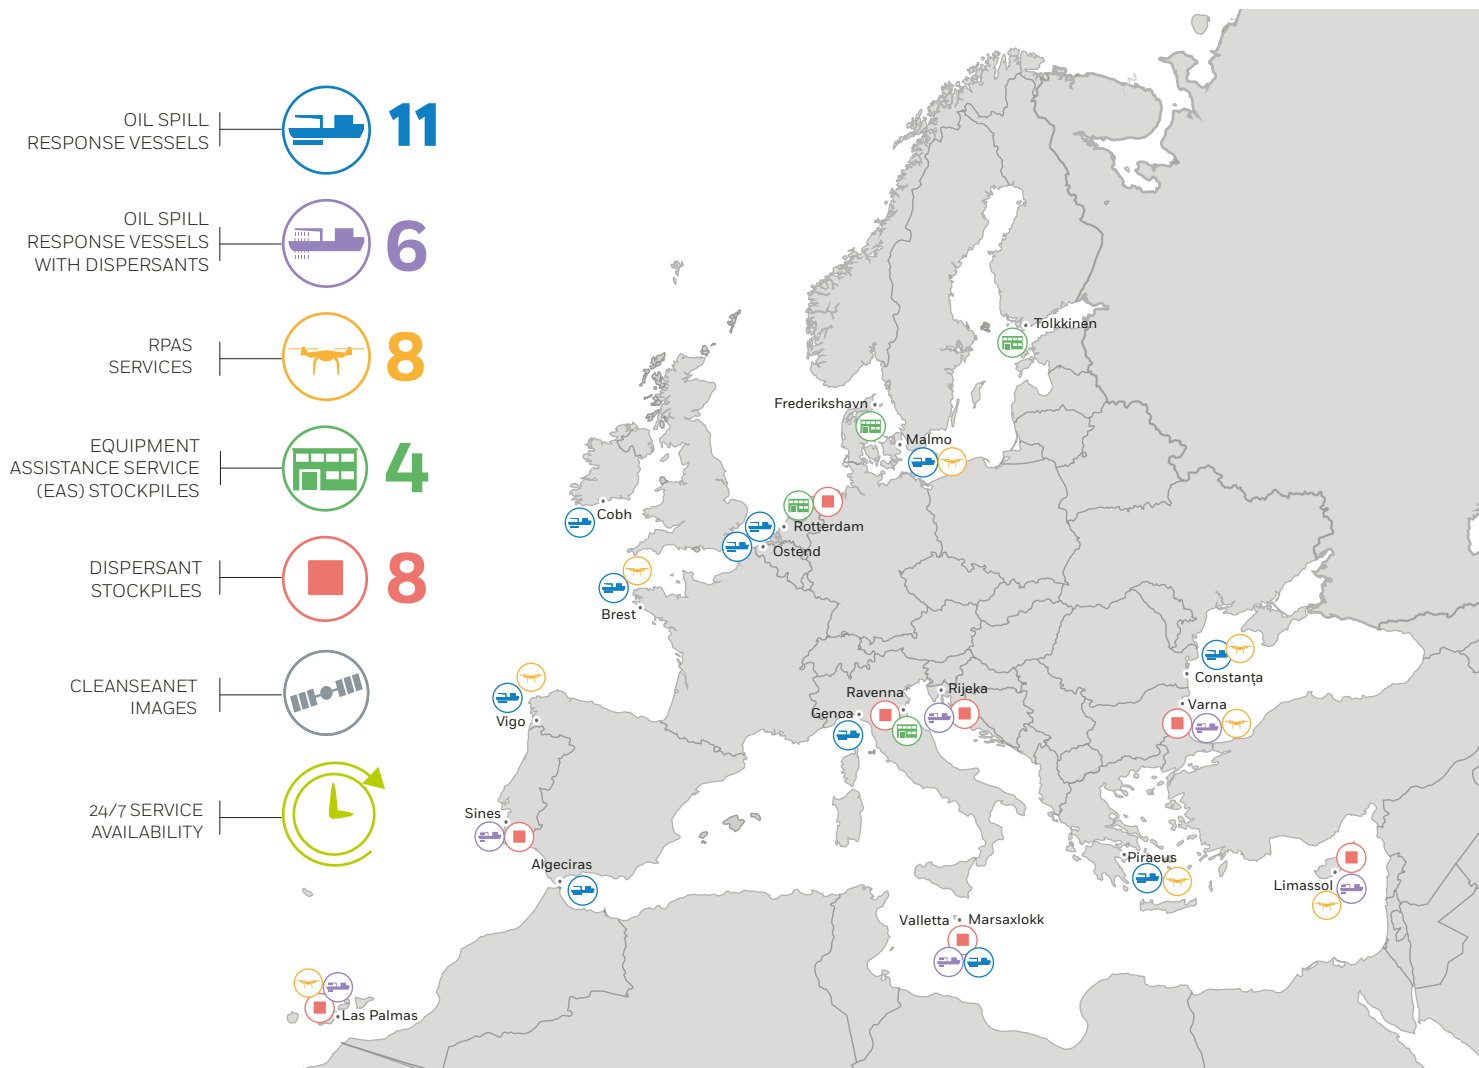 OIL SPILL
RESPONSE VESSELS
11
OIL SPILL
RESPONSE VESSELS
WITH DISPERSANTS
6
RPAS
SERVICES
8
EQUIPMENT
ASSISTANCE SERVICE
(EAS) STOCKPILES
4
DISPERSANT
STOCKPILES
8
CLEANSEANET
IMAGES
24/7 SERVICE
AVAILABILITY
Tolkkinen
Frederikshavn
Malmo
Cobh
Rotterdam
Ostend
Brest
Constanța
Ravenna
Rijeka
Varna
Genoa
Vigo
Sines
Algeciras
Piraeus
Limassol
Valletta
Marsaxlokk
Las Palmas